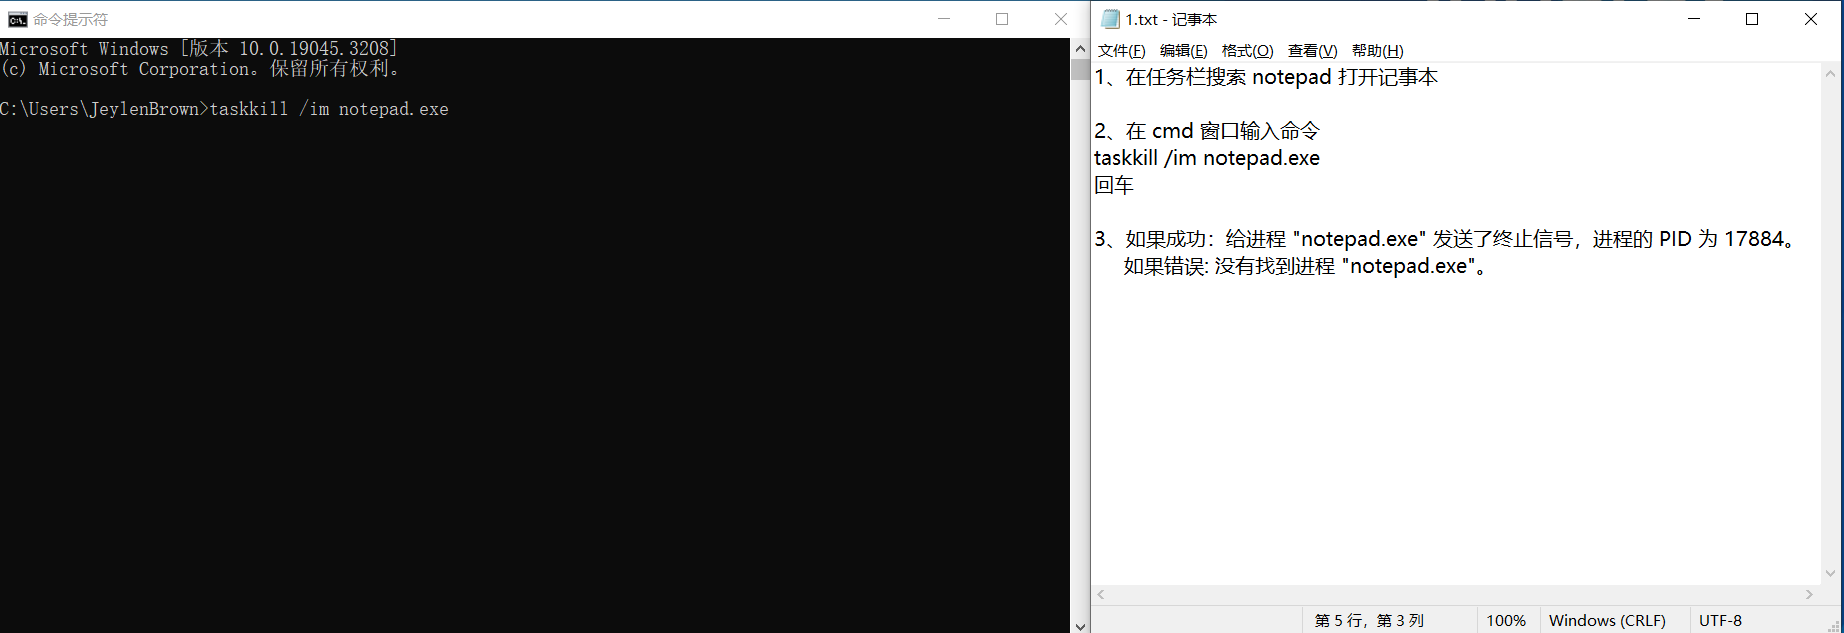 命令提示符
Microsoft Windows [版本 10.0.19045.3208]
(c) Microsoft Corporation。保留所有权利。
C:\Users\JeylenBrown>taskkill /im notepad.exe
1.txt - 记事本
文件(F) 编辑(E) 格式(O) 查看(V) 帮助(H)
1、在任务栏搜索 notepad 打开记事本
2、在 cmd 窗口输入命令
taskkill /im notepad.exe
回车
3、如果成功：给进程 "notepad.exe" 发送了终止信号，进程的 PID 为 17884。
如果错误: 没有找到进程 "notepad.exe"。
第 5 行，第 3 列 100% Windows (CRLF) UTF-8